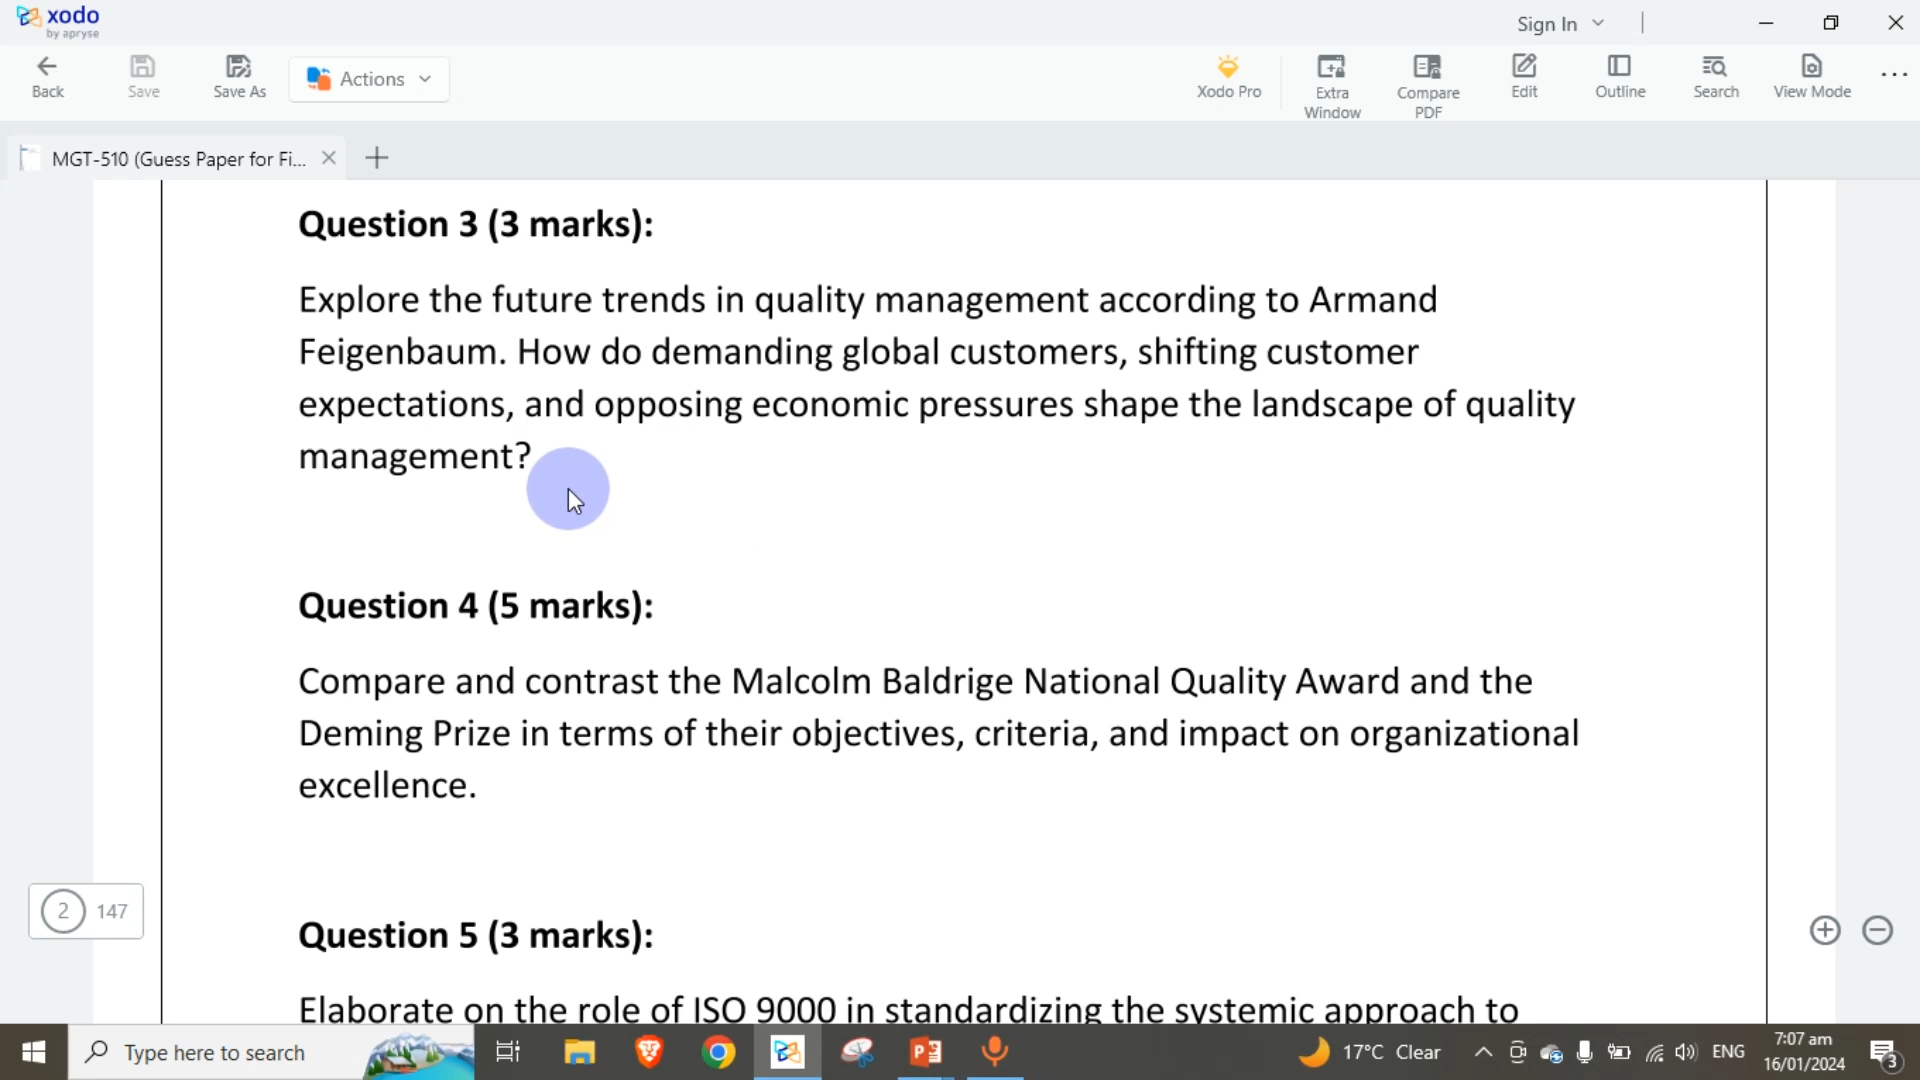 xodo
by apryse
Sign In
Back
Save
Save As
Actions
Xodo Pro
Extra
Window
Compare
PDF
Edit
Outline
Search
View Mode
MGT-510 (Guess Paper for Fi...
Question 3 (3 marks):
Explore the future trends in quality management according to Armand
Feigenbaum. How do demanding global customers, shifting customer
expectations, and opposing economic pressures shape the landscape of quality
management?
Question 4 (5 marks):
Compare and contrast the Malcolm Baldrige National Quality Award and the
Deming Prize in terms of their objectives, criteria, and impact on organizational
excellence.
2 147
Question 5 (3 marks):
Elaborate on the role of ISO 9000 in standardizing the systemic approach to
Type here to search
17°C Clear
ENG
7:07 am
16/01/2024
3